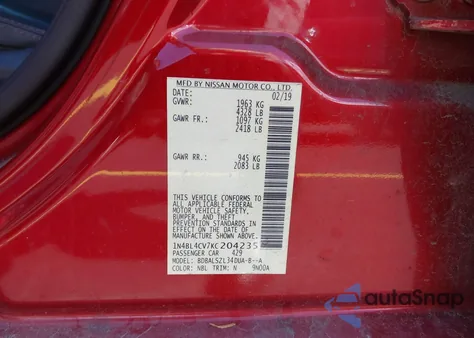 MFD BY NISSAN MOTOR CO., LTD.
DATE: 02/19
GVWR: 1963 KG
4328 LB
GAWR FR.: 1097 KG
2418 LB
GAWR RR.: 945 KG
2083 LB
THIS VEHICLE CONFORMS TO
ALL APPLICABLE FEDERAL
MOTOR VEHICLE SAFETY,
BUMPER, AND THEFT
PREVENTION STANDARDS
IN EFFECT ON THE DATE OF
MANUFACTURE SHOWN ABOVE.
1N4BL4CV7KC204235
PASSENGER CAR 429
COLOR: NBL TRIM: N
autoSnap